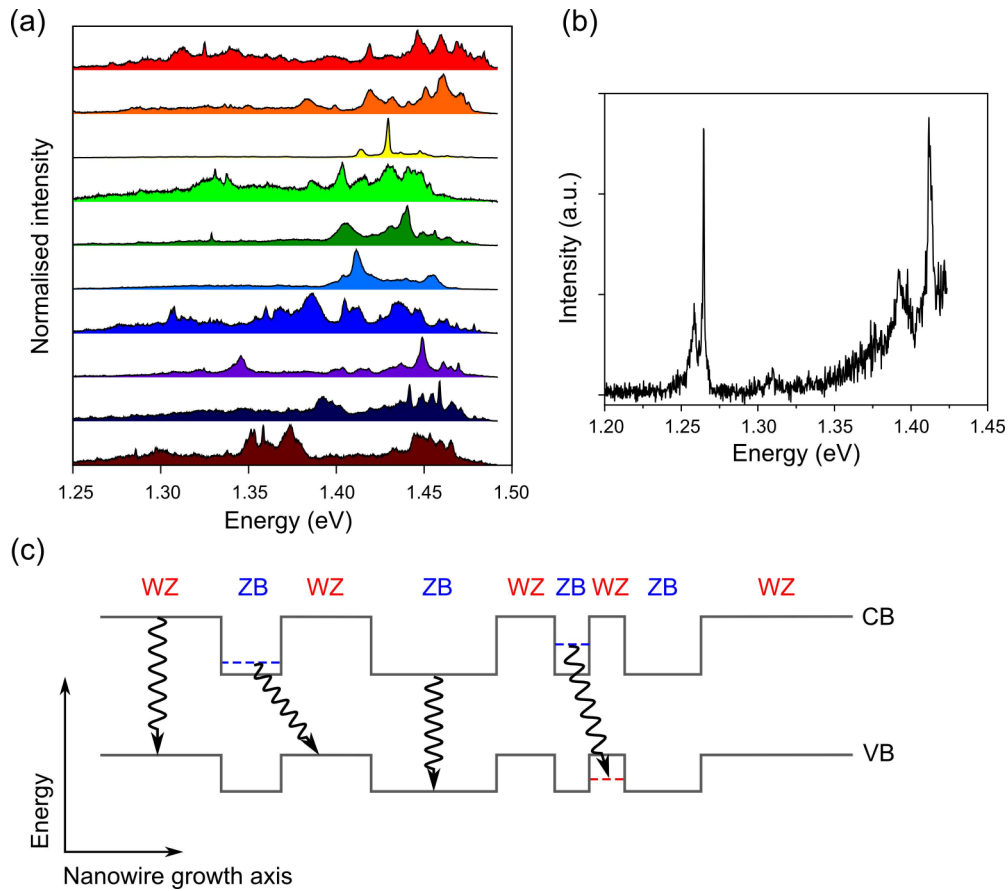 (a)
Normalised intensity
1.25 1.30 1.35 1.40 1.45 1.50
Energy (eV)
(b)
Intensity (a.u.)
1.20 1.25 1.30 1.35 1.40 1.45
Energy (eV)
(c)
WZ ZB WZ ZB WZ ZB WZ ZB WZ
CB
VB
Energy
Nanowire growth axis